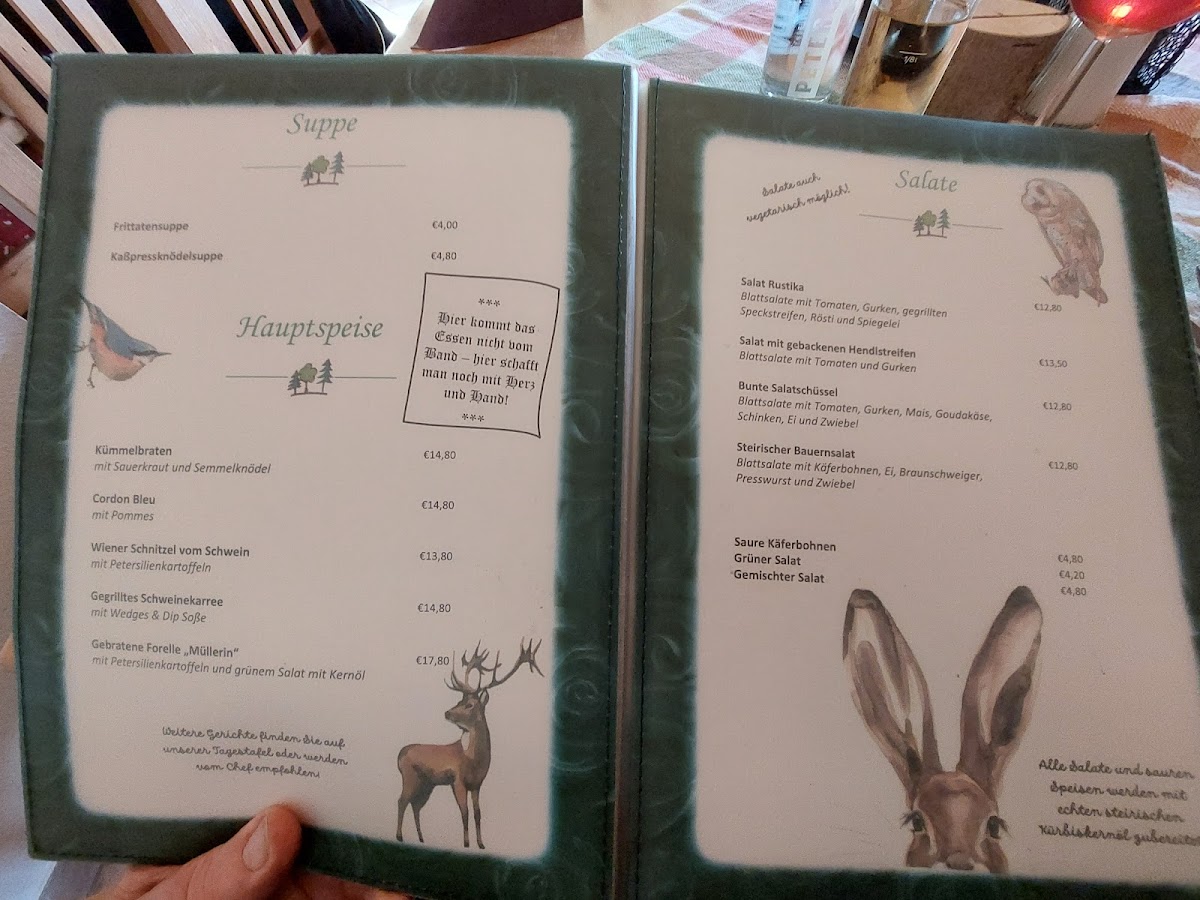 Suppe
Frittatensuppe €4,00
Kaßpressknödelsuppe €4,80
Hauptspeise
***
Hier kommt das
Essen nicht vom
Band – hier schafft
man noch mit Herz
und Hand!
***
Kümmelbraten €14,80
mit Sauerkraut und Semmelknödel
Cordon Bleu €14,80
mit Pommes
Wiener Schnitzel vom Schwein €13,80
mit Petersilienkartoffeln
Gegrilltes Schweinekarree €14,80
mit Wedges & Dip Soße
Gebratene Forelle „Müllerin“ €17,80
mit Petersilienkartoffeln und grünem Salat mit Kernöl
Weitere Gerichte finden Sie auf
unserer Tagestafel oder werden
vom Chef empfohlen!
Salate
Salate auch
vegetarisch möglich!
Salat Rustika €12,80
Blattsalate mit Tomaten, Gurken, gegrillten
Speckstreifen, Rösti und Spiegelei
Salat mit gebackenen Hendlstreifen €13,50
Blattsalate mit Tomaten und Gurken
Bunte Salatschüssel €12,80
Blattsalate mit Tomaten, Gurken, Mais, Goudakäse,
Schinken, Ei und Zwiebel
Steirischer Bauernsalat €12,80
Blattsalate mit Käferbohnen, Ei, Braunschweiger,
Presswurst und Zwiebel
Saure Käferbohnen €4,80
Grüner Salat €4,20
Gemischter Salat €4,80
Alle Salate und sauren
Speisen werden mit
echten steirischen
Kürbiskernöl zubereite
1/8l